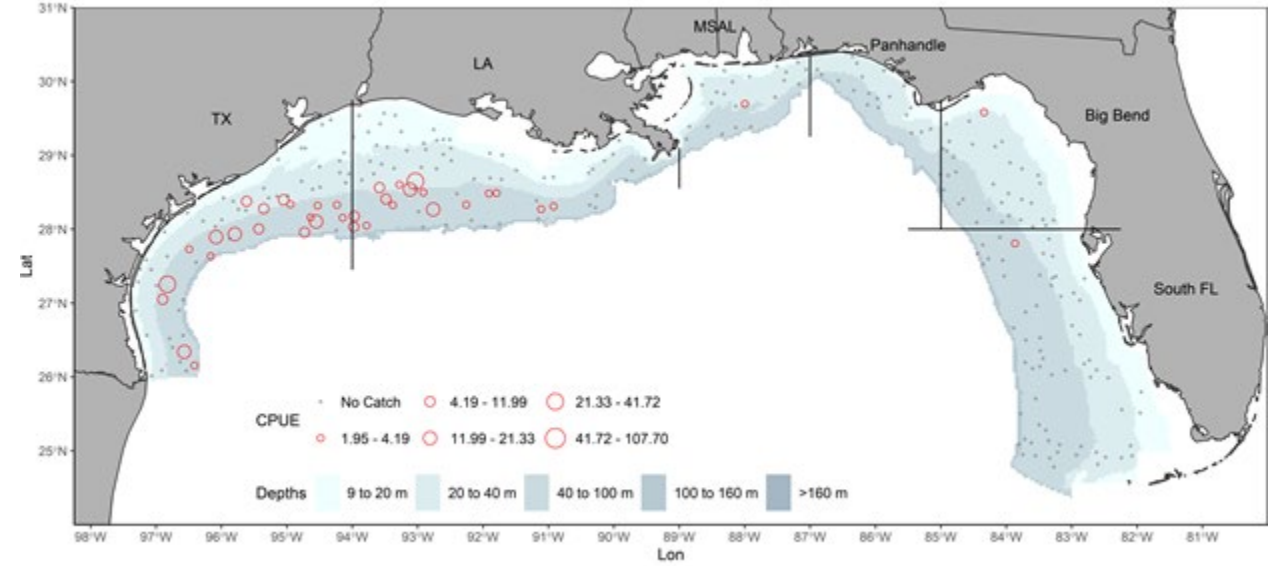 31°N
30°N
29°N
28°N
27°N
26°N
25°N
Lat
TX
LA
MSAL
Panhandle
Big Bend
South FL
CPUE
No Catch
4.19 - 11.99
21.33 - 41.72
1.95 - 4.19
11.99 - 21.33
41.72 - 107.70
Depths
9 to 20 m
20 to 40 m
40 to 100 m
100 to 160 m
>160 m
98°W 97°W 96°W 95°W 94°W 93°W 92°W 91°W 90°W 89°W 88°W 87°W 86°W 85°W 84°W 83°W 82°W 81°W
Lon